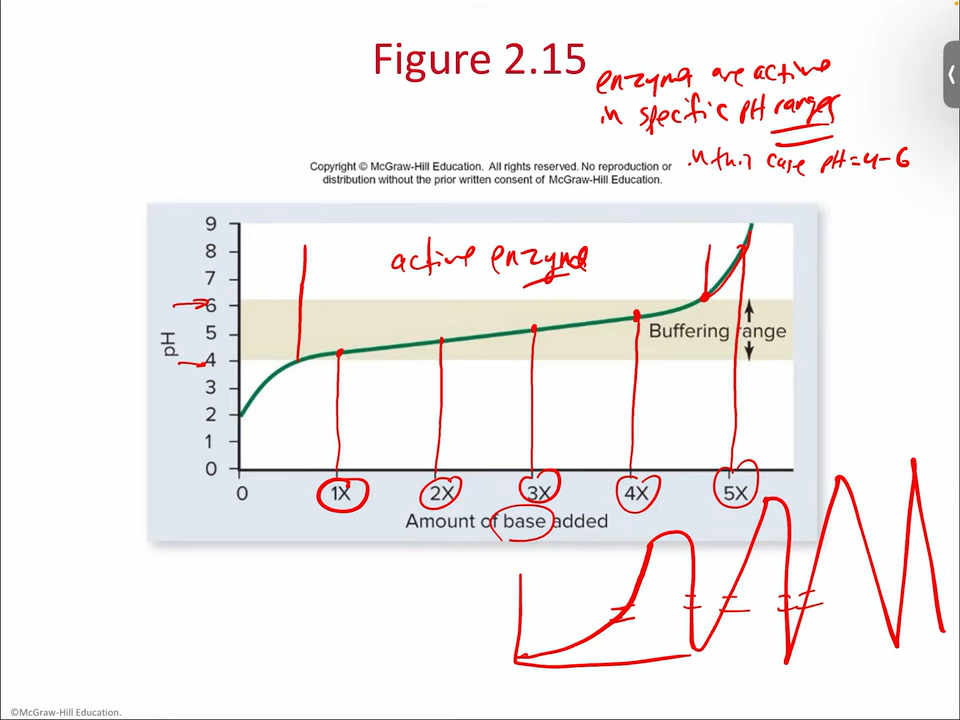 Figure 2.15
enzymes are active
in specific pH ranges
in this case pH=4-6
Copyright © McGraw-Hill Education. All rights reserved. No reproduction or
distribution without the prior written consent of McGraw-Hill Education.
9
8
7
6
5
4
3
2
1
0
pH
active enzyme
Buffering range
0 1X 2X 3X 4X 5X
Amount of base added
©McGraw-Hill Education.